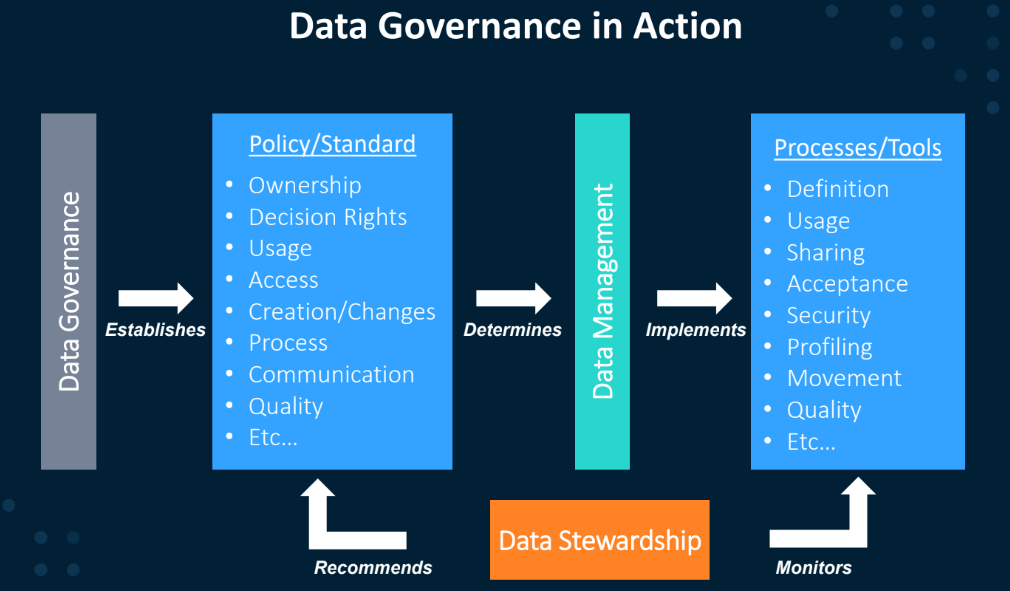 Data Governance in Action
Data Governance
Establishes
Policy/Standard
• Ownership
• Decision Rights
• Usage
• Access
• Creation/Changes
• Process
• Communication
• Quality
• Etc...
Determines
Data Management
Implements
Processes/Tools
• Definition
• Usage
• Sharing
• Acceptance
• Security
• Profiling
• Movement
• Quality
• Etc...
Recommends
Data Stewardship
Monitors